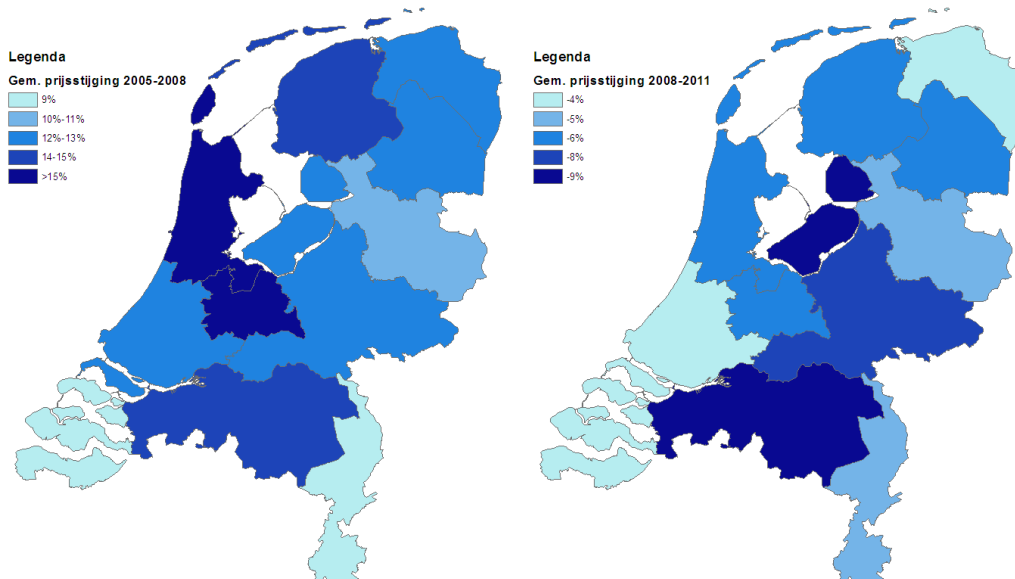 Legenda
Gem. prijsstijging 2005-2008
9%
10%-11%
12%-13%
14-15%
>15%
Legenda
Gem. prijsstijging 2008-2011
-4%
-5%
-6%
-8%
-9%